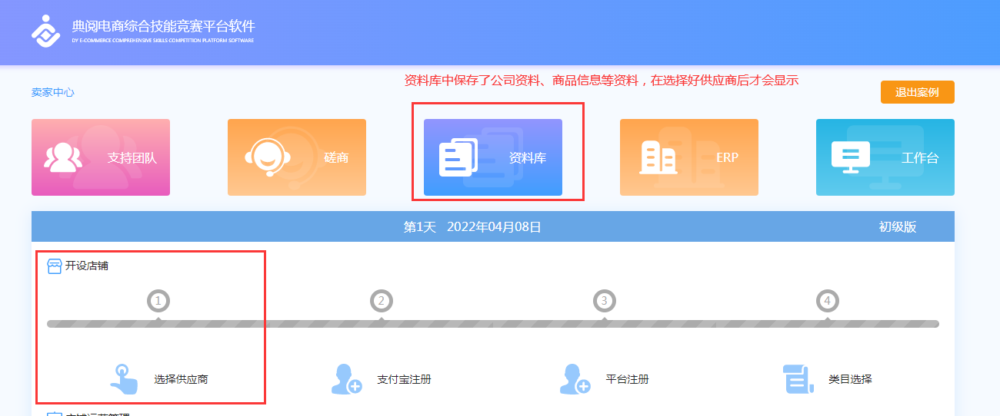 典阅电商综合技能竞赛平台软件
DY E-COMMERCE COMPREHENSIVE SKILLS COMPETITION PLATFORM SOFTWARE
资料库中保存了公司资料、商品信息等资料，在选择好供应商后才会显示
卖家中心
退出案例
支持团队
磋商
资料库
ERP
工作台
第1天 2022年04月08日
初级版
开设店铺
1
2
3
4
选择供应商
支付宝注册
平台注册
类目选择